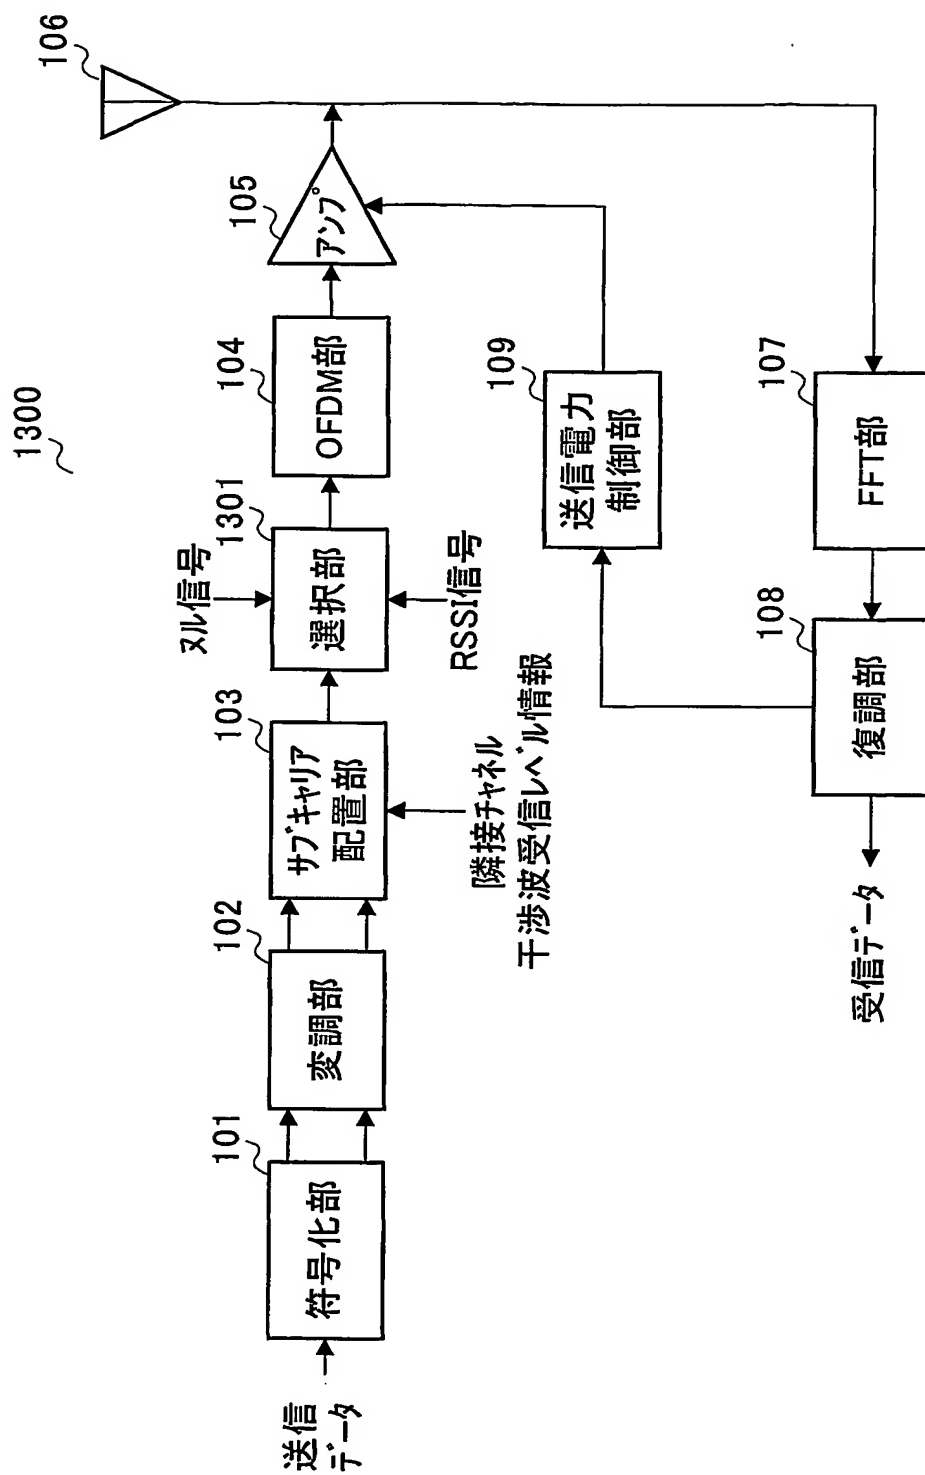 1300
106
105
アンプ
104
OFDM部
1301
選択部
ヌル信号
RSSI信号
103
サブキャリア
配置部
隣接チャネル
干渉波受信レベル情報
102
変調部
101
符号化部
送信
データ
109
送信電力
制御部
107
FFT部
108
復調部
受信データ